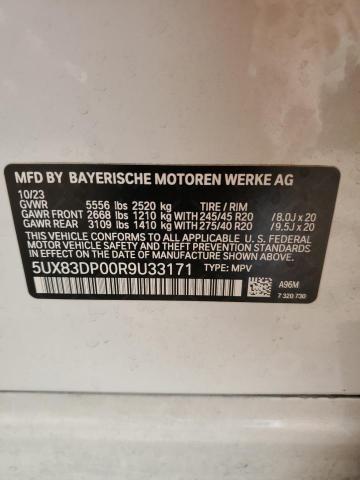 MFD BY BAYERISCHE MOTOREN WERKE AG
10/23
GVWR 5556 lbs 2520 kg TIRE / RIM
GAWR FRONT 2668 lbs 1210 kg WITH 245/45 R20 / 8.0J x 20
GAWR REAR 3109 lbs 1410 kg WITH 275/40 R20 / 9.5J x 20
THIS VEHICLE CONFORMS TO ALL APPLICABLE U. S. FEDERAL
MOTOR VEHICLE SAFETY AND THEFT PREVENTION STANDARDS
IN EFFECT ON THE DATE OF MANUFACTURE SHOWN ABOVE.
5UX83DP00R9U33171 TYPE: MPV
A96M
7 320 730